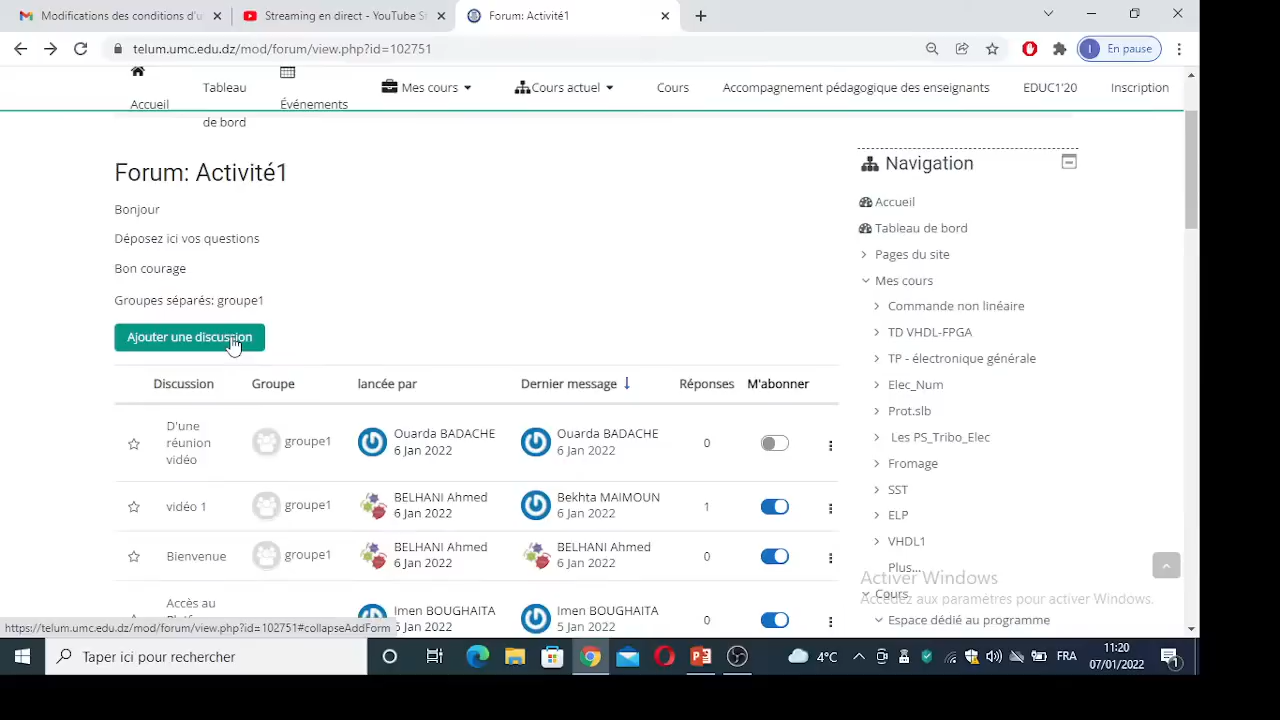 Modifications des conditions d'u
Streaming en direct - YouTube S
Forum: Activité1
telum.umc.edu.dz/mod/forum/view.php?id=102751
I
En pause
Accueil
Tableau de bord
Événements
Mes cours
Cours actuel
Cours
Accompagnement pédagogique des enseignants
EDUC1'20
Inscription
Forum: Activité1
Bonjour
Déposez ici vos questions
Bon courage
Groupes séparés: groupe1
Ajouter une discussion
Discussion Groupe lancée par Dernier message ↓ Réponses M'abonner
D'une
réunion
vidéo
groupe1
Ouarda BADACHE
6 Jan 2022
Ouarda BADACHE
6 Jan 2022
0
vidéo 1
groupe1
BELHANI Ahmed
6 Jan 2022
Bekhta MAIMOUN
6 Jan 2022
1
Bienvenue
groupe1
BELHANI Ahmed
6 Jan 2022
BELHANI Ahmed
6 Jan 2022
0
Accès au
Imen BOUGHAITA
5 Jan 2022
Imen BOUGHAITA
5 Jan 2022
0
Navigation
Accueil
Tableau de bord
Pages du site
Mes cours
Commande non linéaire
TD VHDL-FPGA
TP - électronique générale
Elec_Num
Prot.slb
Les PS_Tribo_Elec
Fromage
SST
ELP
VHDL1
Plus...
Cours
Espace dédié au programme
Activer Windows
Accédez aux paramètres pour activer Windows.
https://telum.umc.edu.dz/mod/forum/view.php?id=102751#collapseAddForm
Taper ici pour rechercher
4°C
FRA
11:20
07/01/2022
1